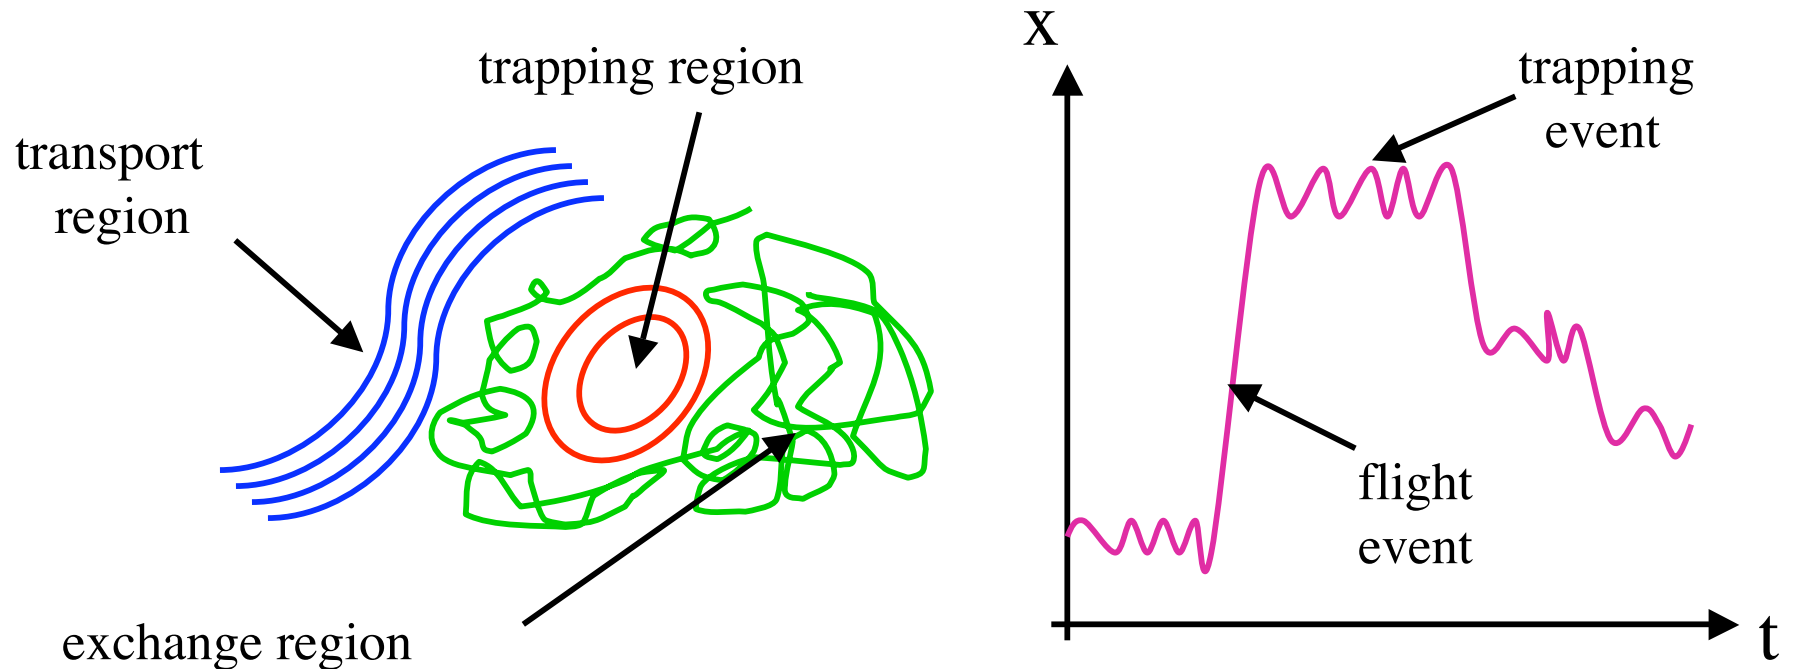 trapping region
transport
region
exchange region
x
trapping
event
flight
event
t